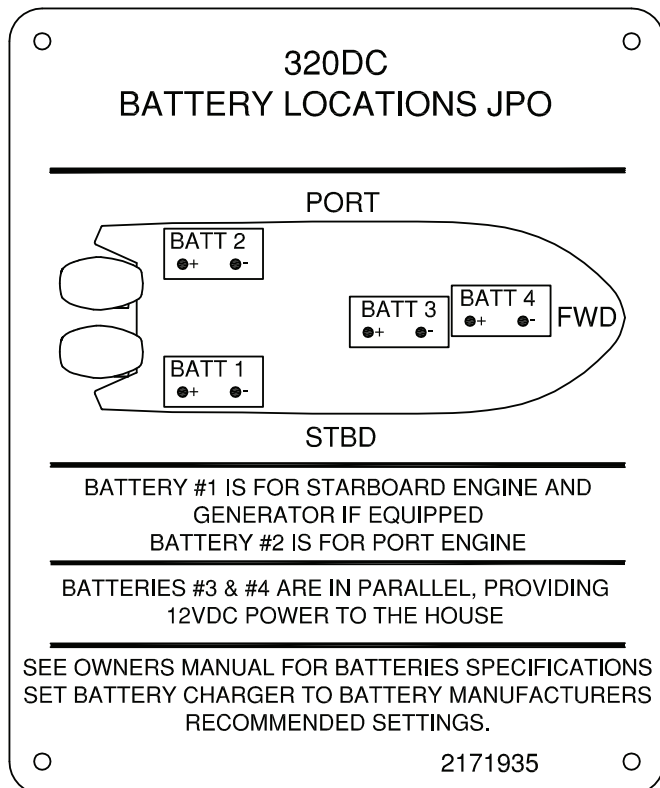 320DC
BATTERY LOCATIONS JPO
PORT
BATT 2
+ -
BATT 3
+ -
BATT 4
+ -
FWD
BATT 1
+ -
STBD
BATTERY #1 IS FOR STARBOARD ENGINE AND
GENERATOR IF EQUIPPED
BATTERY #2 IS FOR PORT ENGINE
BATTERIES #3 & #4 ARE IN PARALLEL, PROVIDING
12VDC POWER TO THE HOUSE
SEE OWNERS MANUAL FOR BATTERIES SPECIFICATIONS
SET BATTERY CHARGER TO BATTERY MANUFACTURERS
RECOMMENDED SETTINGS.
2171935